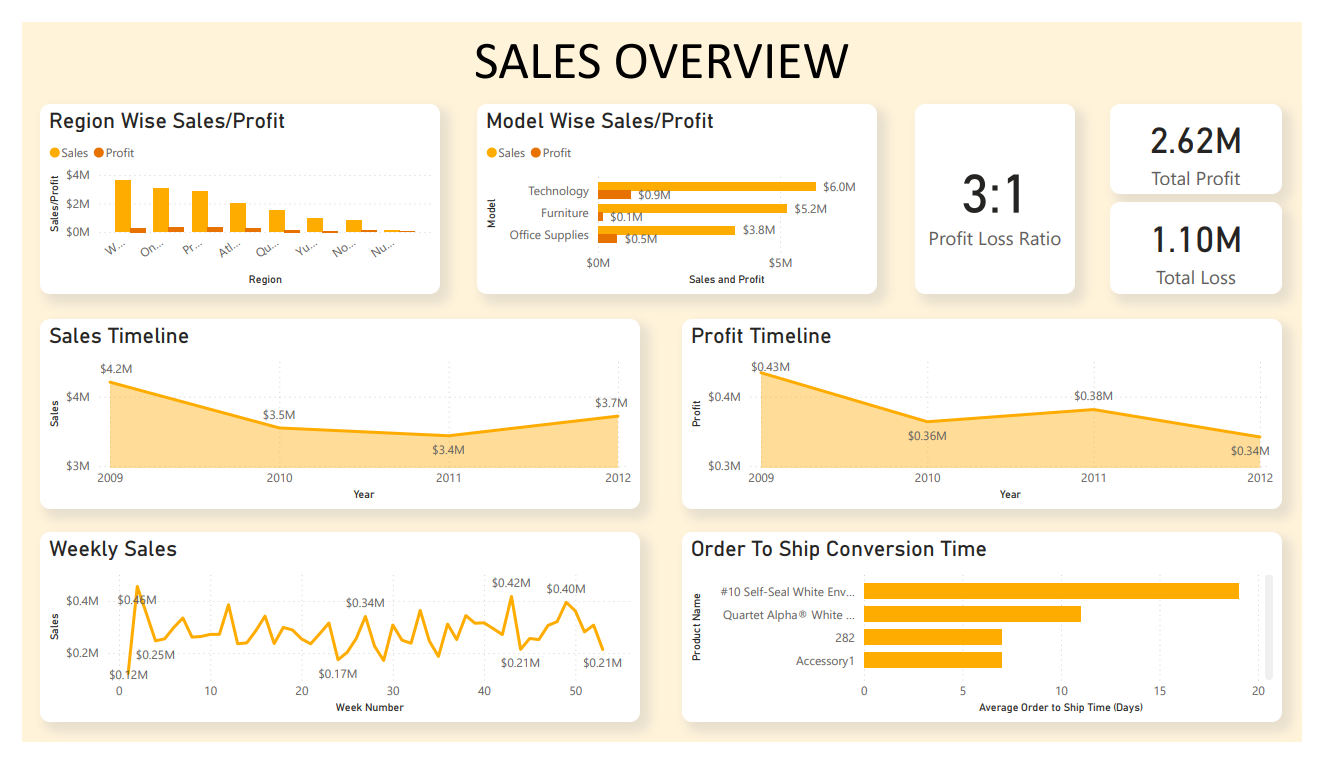 SALES OVERVIEW
Region Wise Sales/Profit
Sales Profit
Sales/Profit
$4M
$2M
$0M
W...
On...
Pr...
Atl...
Qu...
Yu...
No...
Nu...
Region
Model Wise Sales/Profit
Sales Profit
Model
Technology
$6.0M
$0.9M
Furniture
$5.2M
$0.1M
Office Supplies
$3.8M
$0.5M
$0M
$5M
Sales and Profit
3:1
Profit Loss Ratio
2.62M
Total Profit
1.10M
Total Loss
Sales Timeline
Sales
$4M
$3M
$4.2M
$3.5M
$3.4M
$3.7M
2009
2010
2011
2012
Year
Profit Timeline
Profit
$0.4M
$0.3M
$0.43M
$0.36M
$0.38M
$0.34M
2009
2010
2011
2012
Year
Weekly Sales
Sales
$0.4M
$0.2M
$0.46M
$0.12M
$0.25M
$0.17M
$0.34M
$0.42M
$0.21M
$0.40M
$0.21M
0
10
20
30
40
50
Week Number
Order To Ship Conversion Time
Product Name
#10 Self-Seal White Env...
Quartet Alpha® White ...
282
Accessory1
0
5
10
15
20
Average Order to Ship Time (Days)